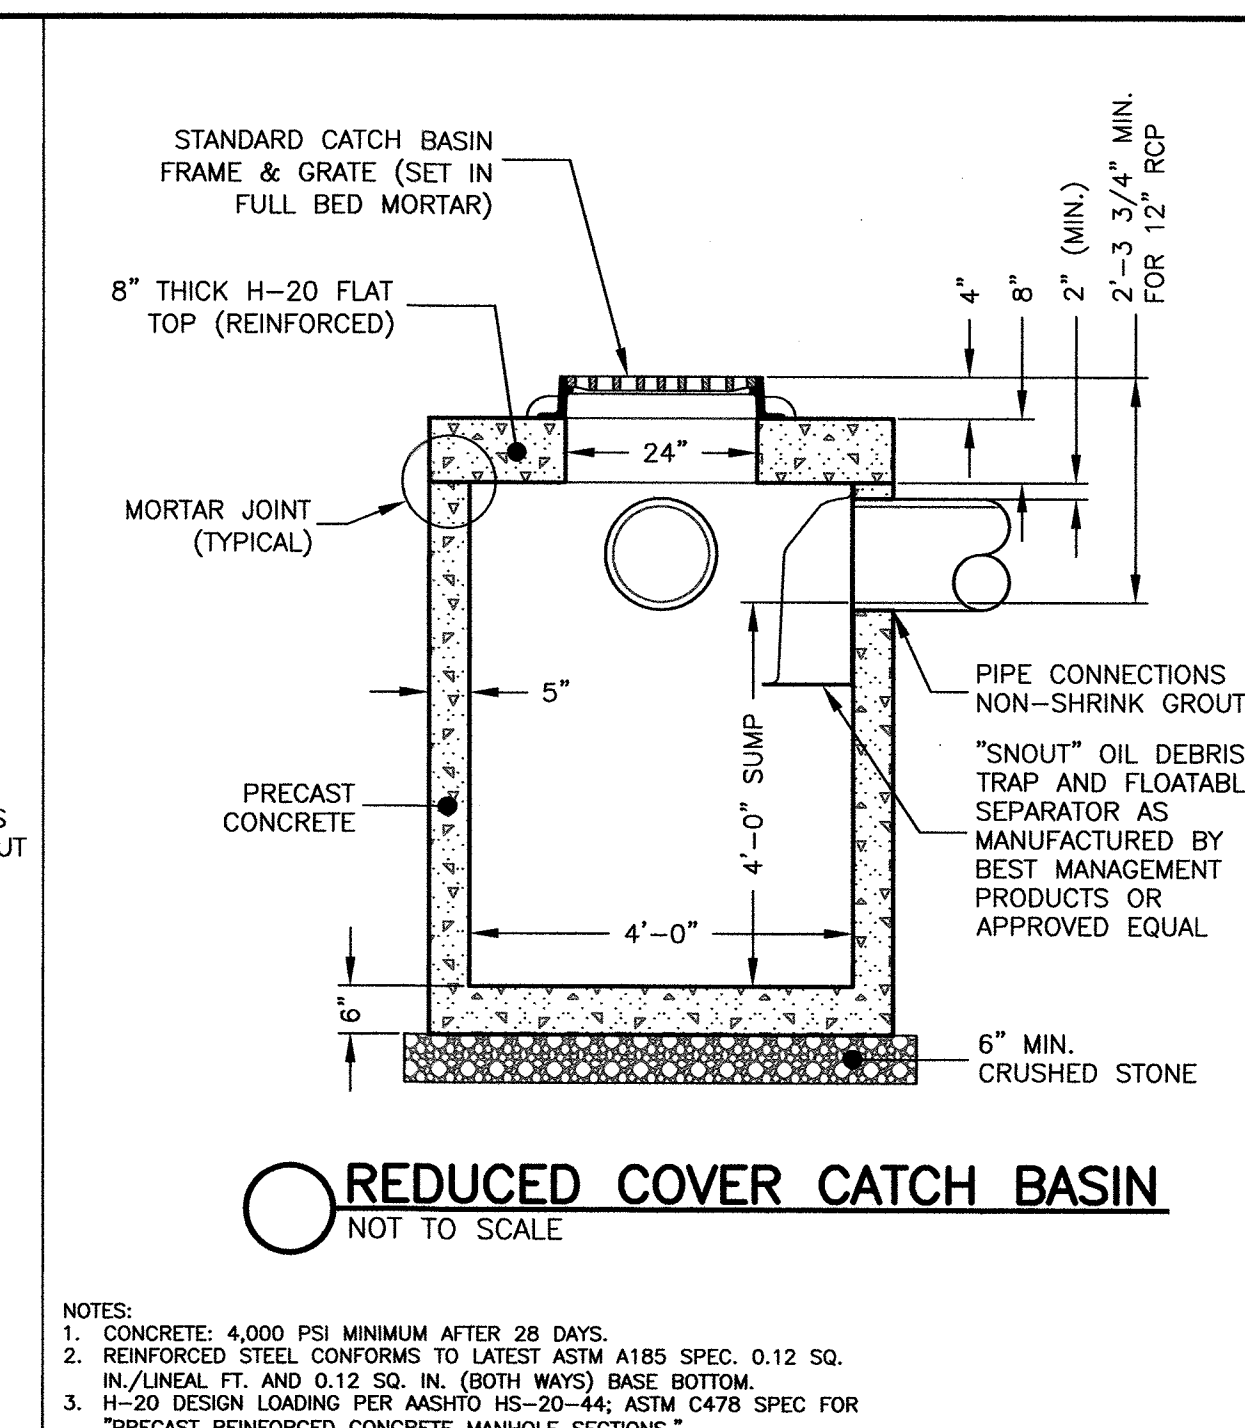 STANDARD CATCH BASIN
FRAME & GRATE (SET IN
FULL BED MORTAR)
8" THICK H-20 FLAT
TOP (REINFORCED)
MORTAR JOINT
(TYPICAL)
PRECAST
CONCRETE
4"
8"
2" (MIN.)
2'-3 3/4" MIN.
FOR 12" RCP
24"
5"
4'-0" SUMP
4'-0"
6"
PIPE CONNECTIONS
NON-SHRINK GROUT
"SNOUT" OIL DEBRIS
TRAP AND FLOATABL
SEPARATOR AS
MANUFACTURED BY
BEST MANAGEMENT
PRODUCTS OR
APPROVED EQUAL
6" MIN.
CRUSHED STONE
S
UT
REDUCED COVER CATCH BASIN
NOT TO SCALE
NOTES:
1. CONCRETE: 4,000 PSI MINIMUM AFTER 28 DAYS.
2. REINFORCED STEEL CONFORMS TO LATEST ASTM A185 SPEC. 0.12 SQ.
IN./LINEAL FT. AND 0.12 SQ. IN. (BOTH WAYS) BASE BOTTOM.
3. H-20 DESIGN LOADING PER AASHTO HS-20-44; ASTM C478 SPEC FOR
"PRECAST REINFORCED CONCRETE MANHOLE SECTIONS."